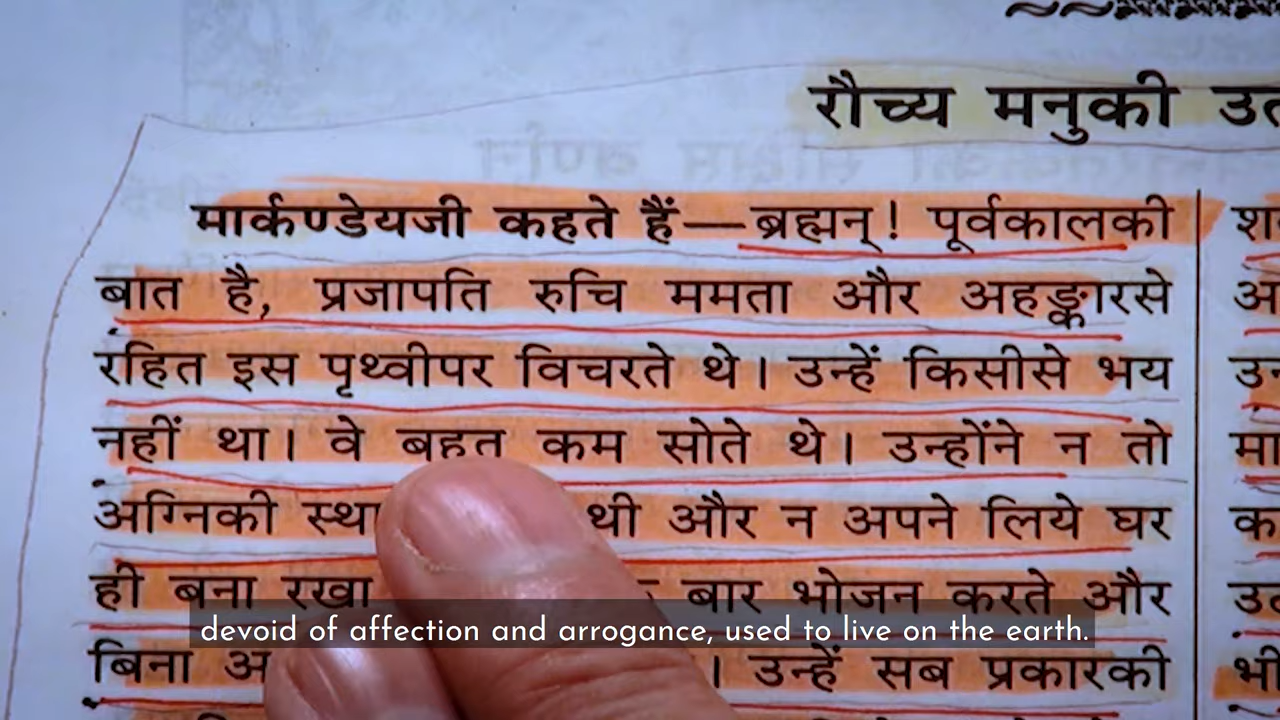 रौच्य मनुकी
मार्कण्डेयजी कहते हैं—ब्रह्मन्! पूर्वकालकी
बात है, प्रजापति रुचि ममता और अहङ्कारसे
रहित इस पृथ्वीपर विचरते थे। उन्हें किसीसे भय
नहीं था। वे बहुत कम सोते थे। उन्होंने न तो
अग्निकी थी और न अपने लिये घर
ही बना रखा बार भोजन करते और
बिना । उन्हें सब प्रकारकी
devoid of affection and arrogance, used to live on the earth.